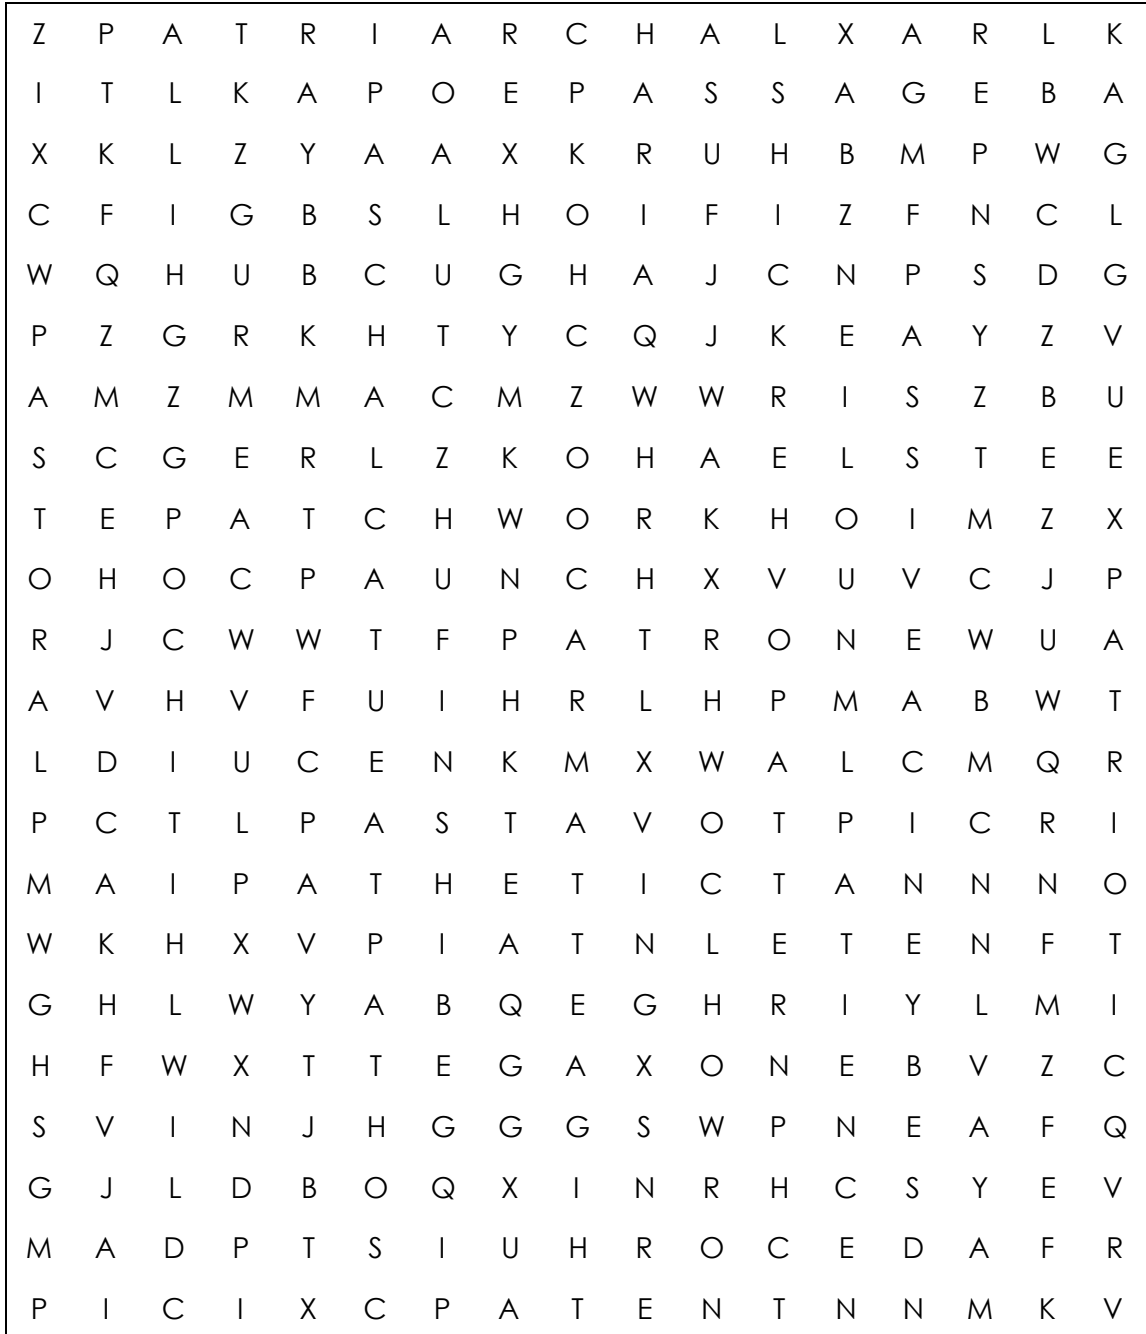 Z P A T R I A R C H A L X A R L K
I T L K A P O E P A S S A G E B A
X K L Z Y A A X K R U H B M P W G
C F I G B S L H O I F I Z F N C L
W Q H U B C U G H A J C N P S D G
P Z G R K H T Y C Q J K E A Y Z V
A M Z M M A C M Z W W R I S Z B U
S C G E R L Z K O H A E L S T E E
T E P A T C H W O R K H O I M Z X
O H O C P A U N C H X V U V C J P
R J C W W T F P A T R O N E W U A
A V H V F U I H R L H P M A B W T
L D I U C E N K M X W A L C M Q R
P C T L P A S T A V O T P I C R I
M A I P A T H E T I C T A N N N O
W K H X V P I A T N L E T E N F T
G H L W Y A B Q E G H R I Y L M I
H F W X T T E G A X O N E B V Z C
S V I N J H G G G S W P N E A F Q
G J L D B O Q X I N R H C S Y E V
M A D P T S I U H R O C E D A F R
P I C I X C P A T E N T N N M K V